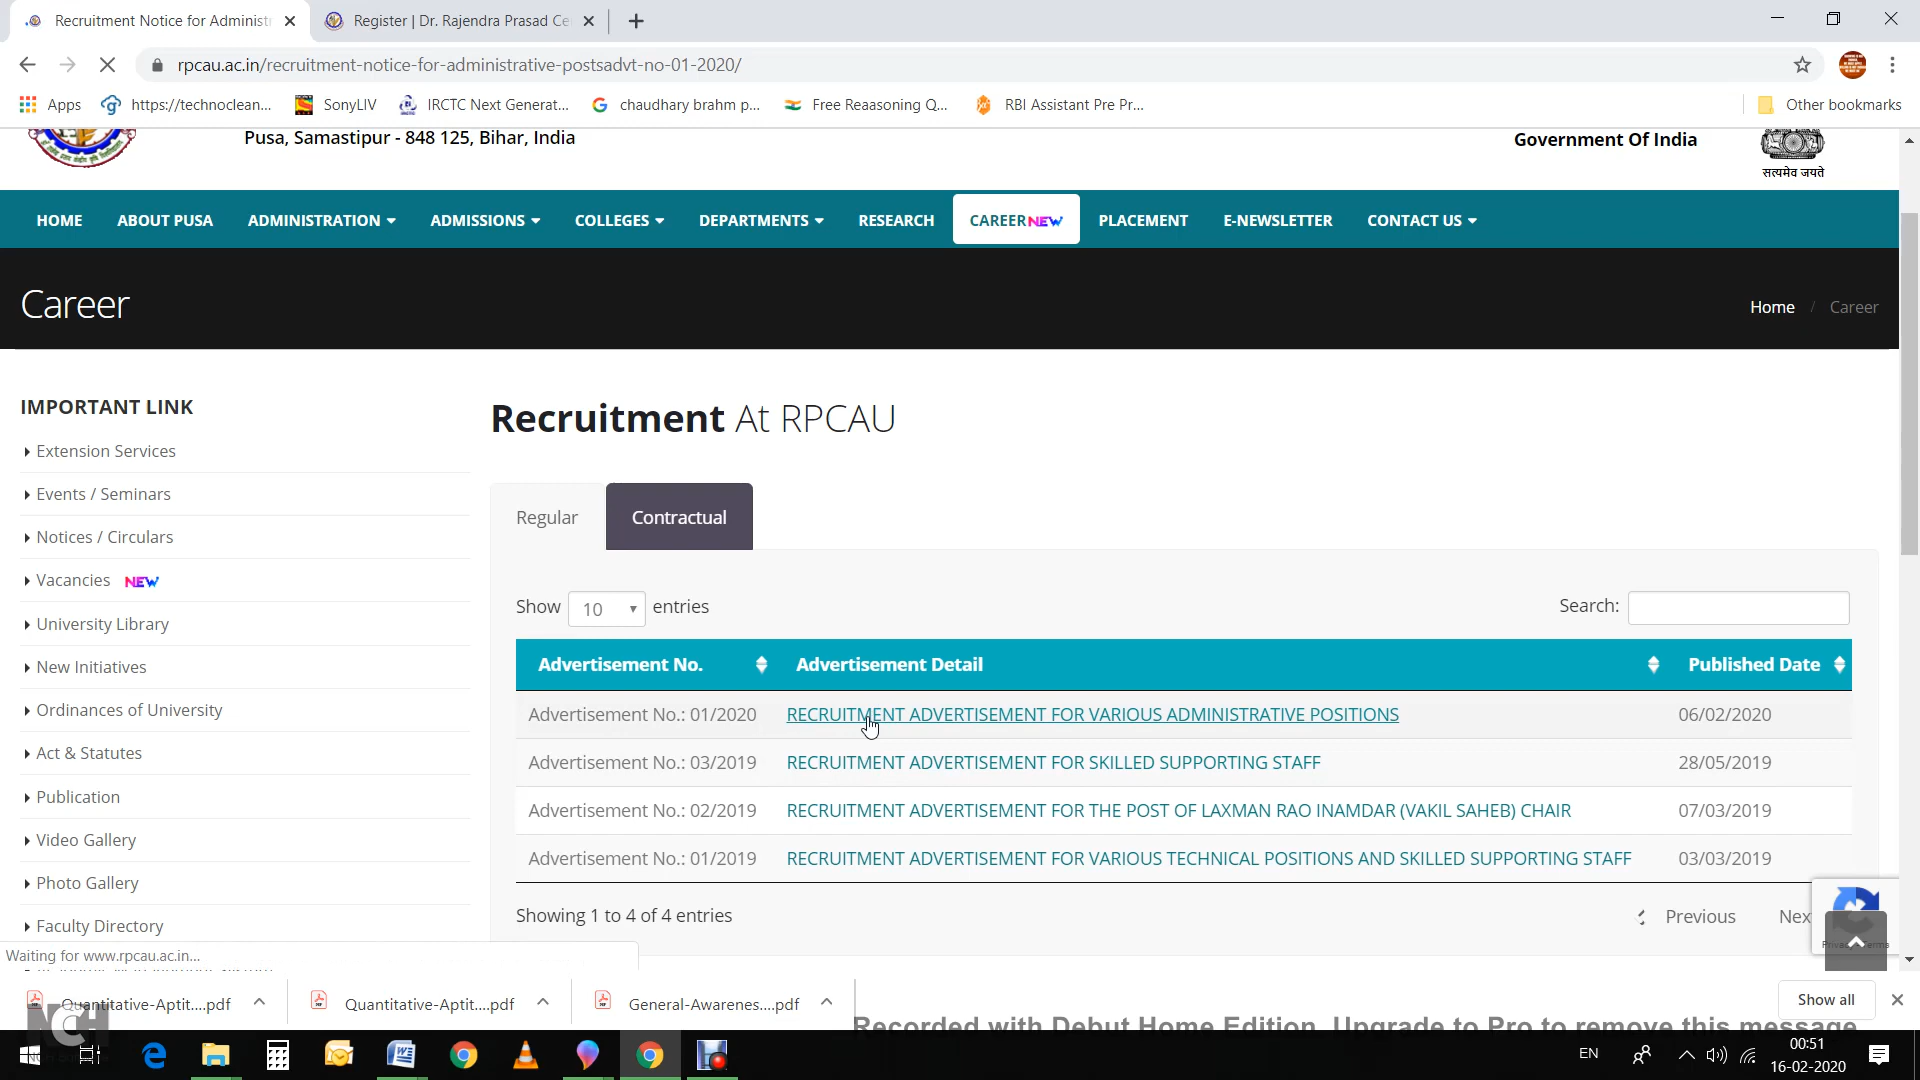 Recruitment Notice for Administ
Register | Dr. Rajendra Prasad Ce
rpcau.ac.in/recruitment-notice-for-administrative-postsadvt-no-01-2020/
Apps https://technoclean... SonyLIV IRCTC Next Generat... chaudhary brahm p... Free Reaasoning Q... RBI Assistant Pre Pr... Other bookmarks
Pusa, Samastipur - 848 125, Bihar, India
Government Of India
सत्यमेव जयते
HOME ABOUT PUSA ADMINISTRATION ADMISSIONS COLLEGES DEPARTMENTS RESEARCH CAREER NEW PLACEMENT E-NEWSLETTER CONTACT US
Career
Home / Career
IMPORTANT LINK
Extension Services
Events / Seminars
Notices / Circulars
Vacancies NEW
University Library
New Initiatives
Ordinances of University
Act & Statutes
Publication
Video Gallery
Photo Gallery
Faculty Directory
Recruitment At RPCAU
Regular Contractual
Show 10 entries
Search:
Advertisement No. Advertisement Detail Published Date
Advertisement No.: 01/2020 RECRUITMENT ADVERTISEMENT FOR VARIOUS ADMINISTRATIVE POSITIONS 06/02/2020
Advertisement No.: 03/2019 RECRUITMENT ADVERTISEMENT FOR SKILLED SUPPORTING STAFF 28/05/2019
Advertisement No.: 02/2019 RECRUITMENT ADVERTISEMENT FOR THE POST OF LAXMAN RAO INAMDAR (VAKIL SAHEB) CHAIR 07/03/2019
Advertisement No.: 01/2019 RECRUITMENT ADVERTISEMENT FOR VARIOUS TECHNICAL POSITIONS AND SKILLED SUPPORTING STAFF 03/03/2019
Showing 1 to 4 of 4 entries
Previous Nex
Waiting for www.rpcau.ac.in...
Quantitative-Aptit....pdf Quantitative-Aptit....pdf General-Awarenes....pdf Show all
NCH
Recorded with Debut Home Edition. Upgrade to Pro to remove this message
EN
00:51
16-02-2020